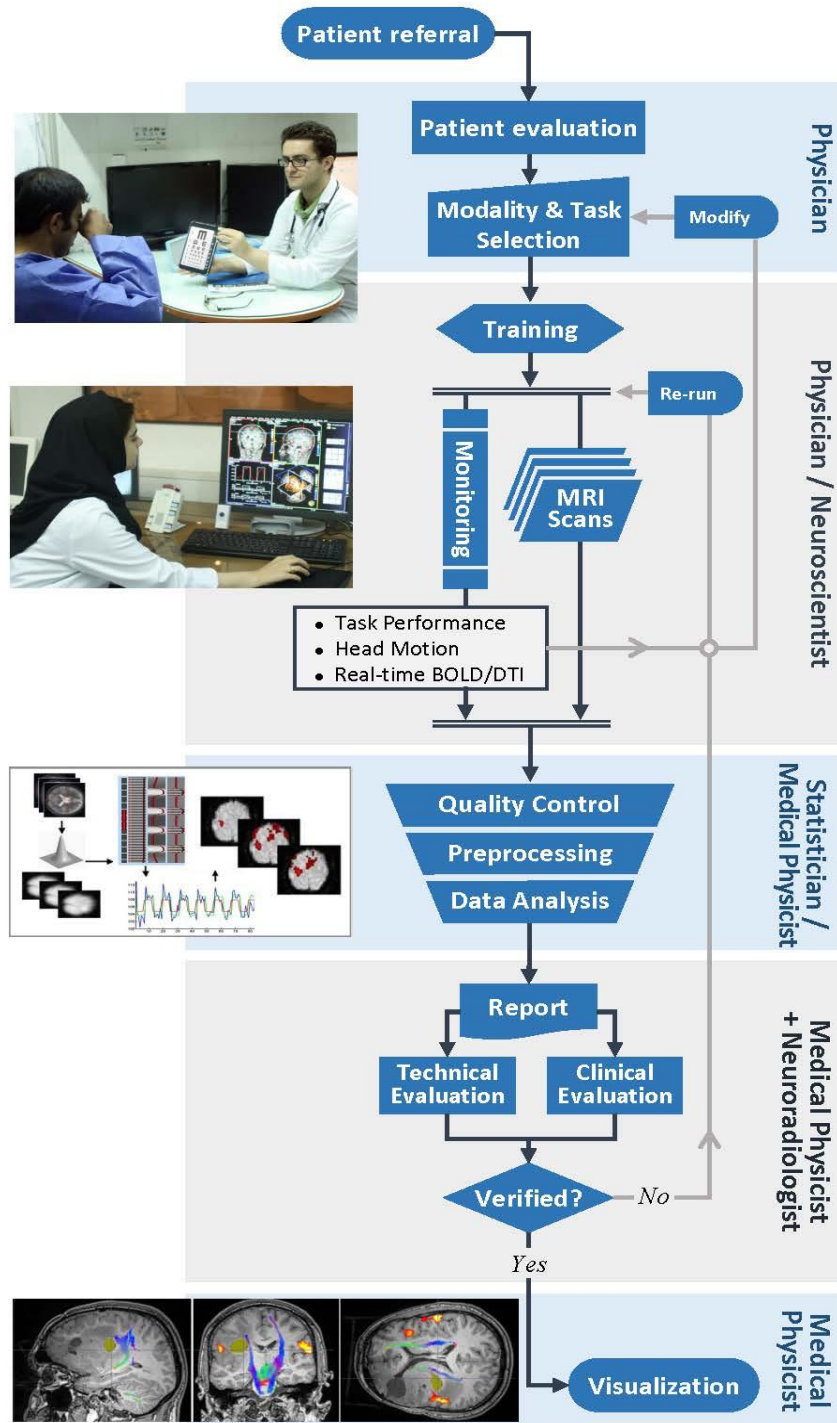 Patient referral
Patient evaluation
Modality & Task
Selection
Modify
Physician
Training
Re-run
Monitoring
MRI
Scans
• Task Performance
• Head Motion
• Real-time BOLD/DTI
Physician / Neuroscientist
Quality Control
Preprocessing
Data Analysis
Statistician /
Medical Physicist
Report
Technical
Evaluation
Clinical
Evaluation
Verified?
No
Yes
Medical Physicist
+ Neuroradiologist
Visualization
Medical
Physicist